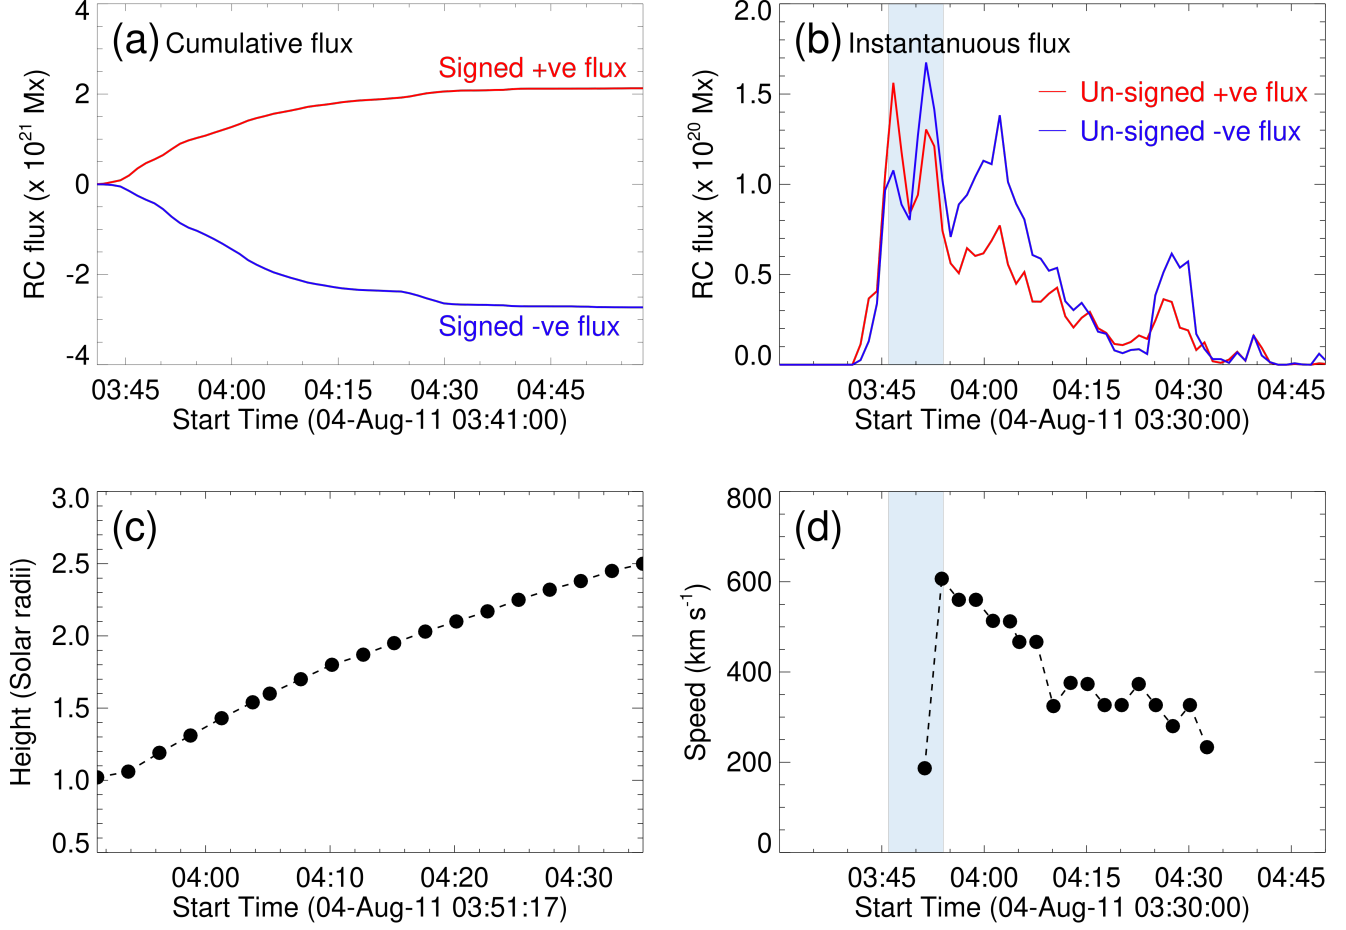 (a) Cumulative flux
Signed +ve flux
Signed -ve flux
4
2
0
-2
-4
RC flux (x 10^21 Mx)
03:45 04:00 04:15 04:30 04:45
Start Time (04-Aug-11 03:41:00)
(b) Instantanuous flux
Un-signed +ve flux
Un-signed -ve flux
2.0
1.5
1.0
0.5
0.0
RC flux (x 10^20 Mx)
03:45 04:00 04:15 04:30 04:45
Start Time (04-Aug-11 03:30:00)
(c)
3.0
2.5
2.0
1.5
1.0
0.5
Height (Solar radii)
04:00 04:10 04:20 04:30
Start Time (04-Aug-11 03:51:17)
(d)
800
600
400
200
0
Speed (km s^-1)
03:45 04:00 04:15 04:30 04:45
Start Time (04-Aug-11 03:30:00)